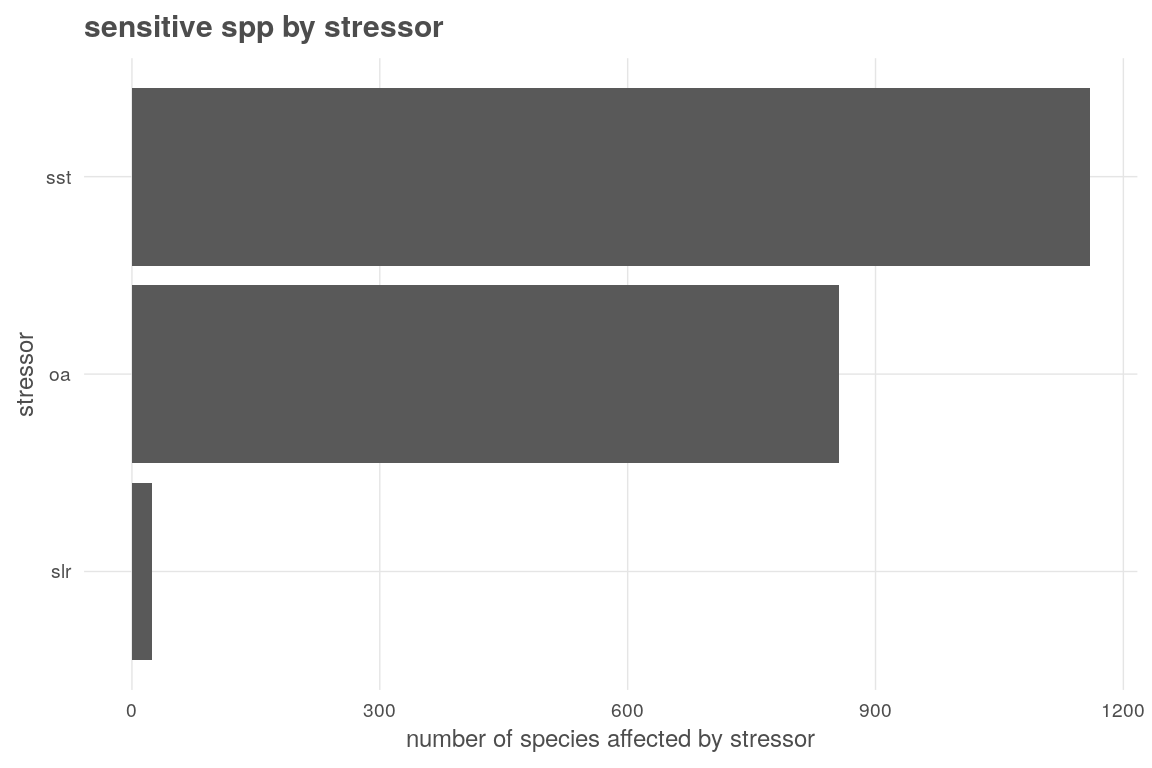 sensitive spp by stressor
sst
oa
slr
stressor
0 300 600 900 1200
number of species affected by stressor